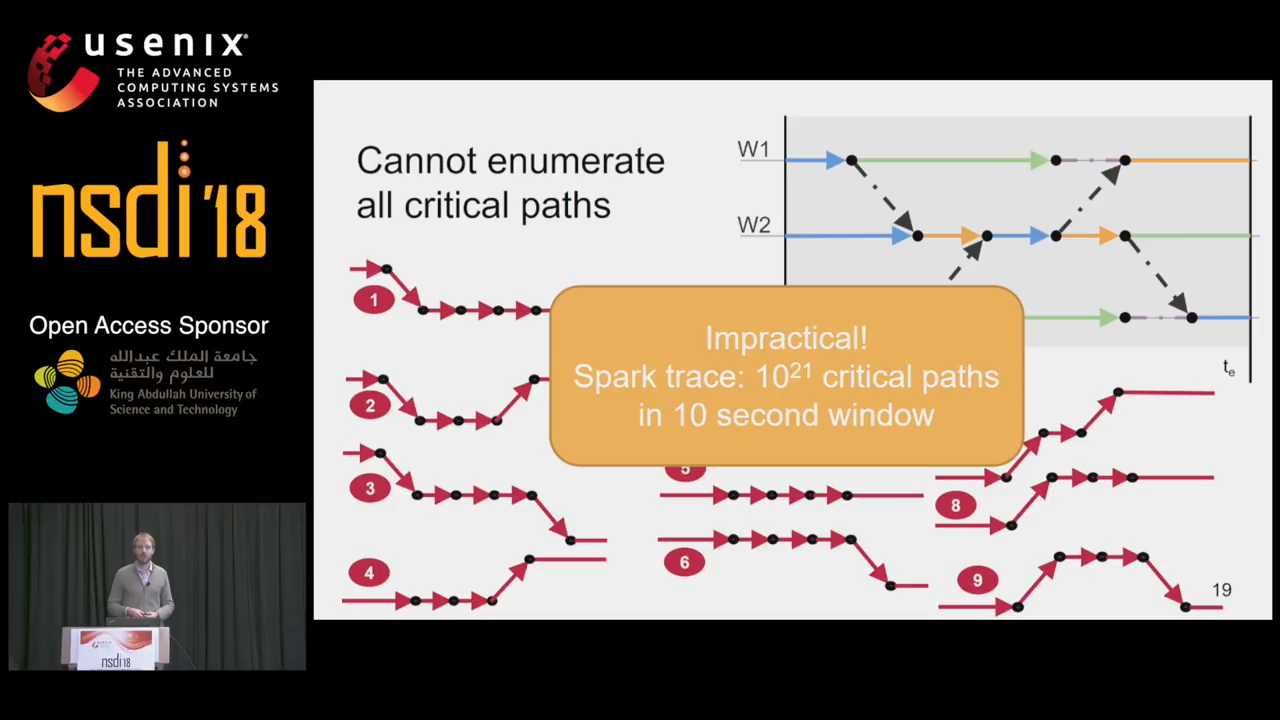 usenix
THE ADVANCED
COMPUTING SYSTEMS
ASSOCIATION
nsdi '18
Open Access Sponsor
جامعة الملك عبدالله
للعلوم والتقنية
King Abdullah University of
Science and Technology
nsdi'18
Cannot enumerate
all critical paths
W1
W2
te
1
2
3
4
5
6
8
9
Impractical!
Spark trace: 10²¹ critical paths
in 10 second window
19